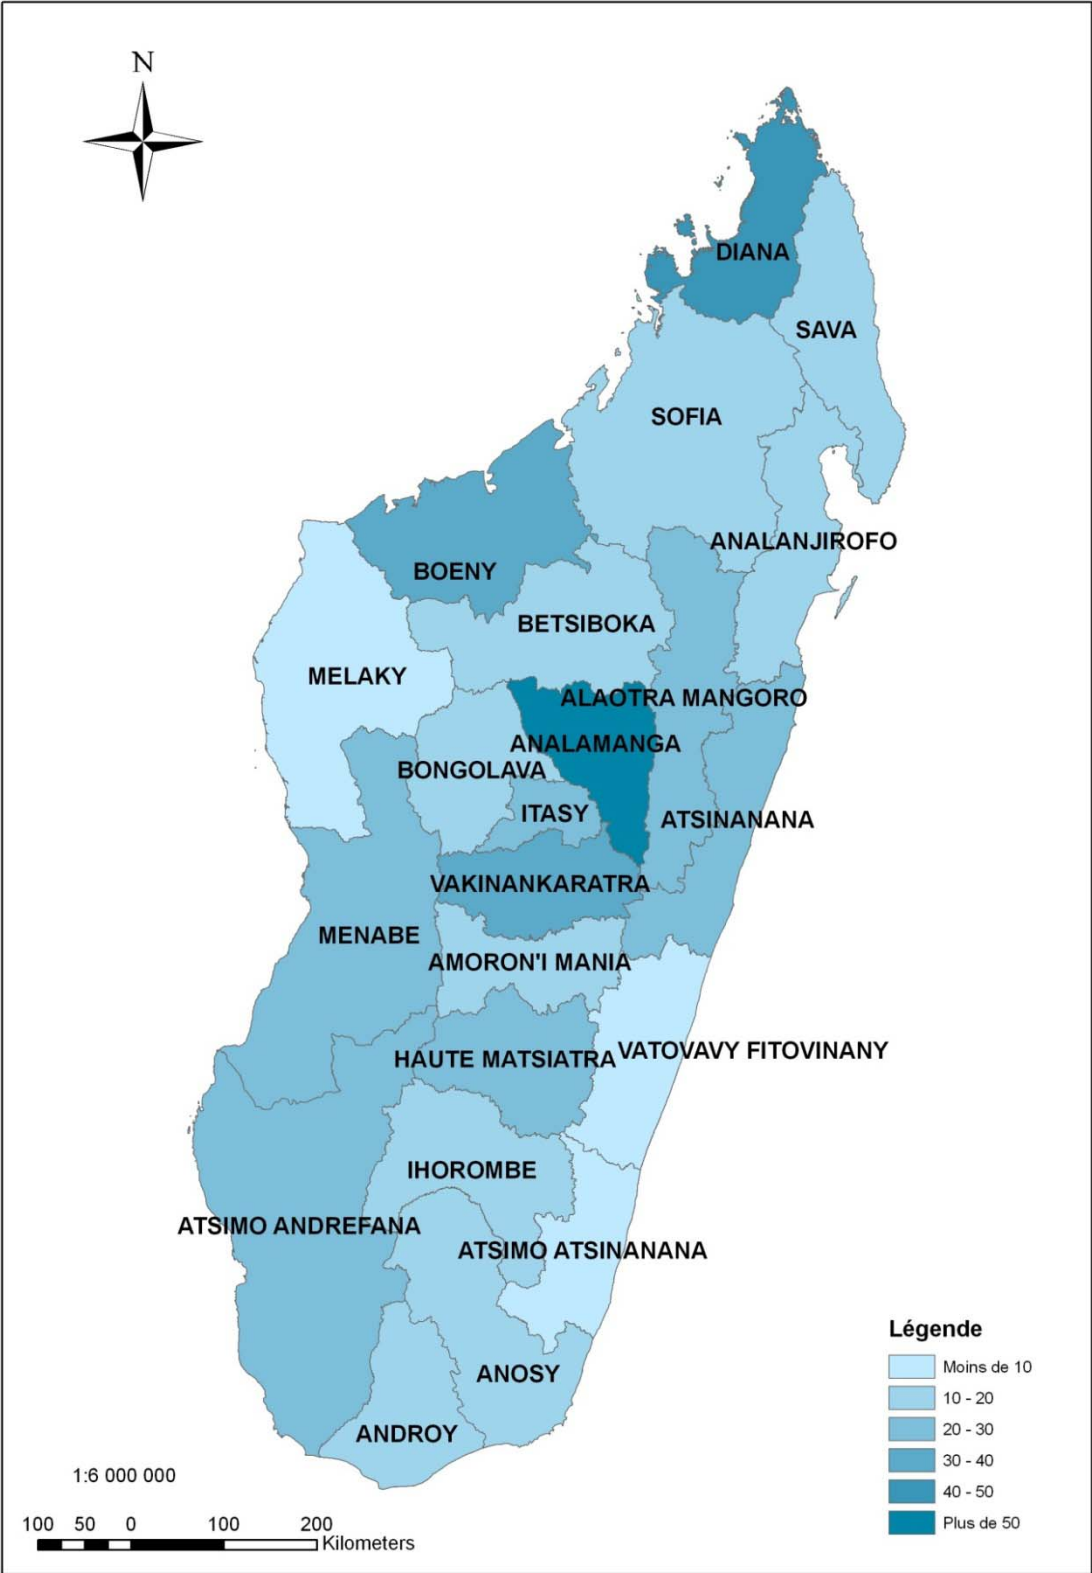 N
DIANA
SAVA
SOFIA
ANALANJIROFO
BOENY
BETSIBOKA
MELAKY
ALAOTRA MANGORO
ANALAMANGA
BONGOLAVA
ITASY
ATSINANANA
VAKINANKARATRA
MENABE
AMORON'I MANIA
HAUTE MATSIATRA
VATOVAVY FITOVINANY
IHOROMBE
ATSIMO ANDREFANA
ATSIMO ATSINANANA
ANOSY
ANDROY
Légende
Moins de 10
10 - 20
20 - 30
30 - 40
40 - 50
Plus de 50
1:6 000 000
100 50 0 100 200
Kilometers